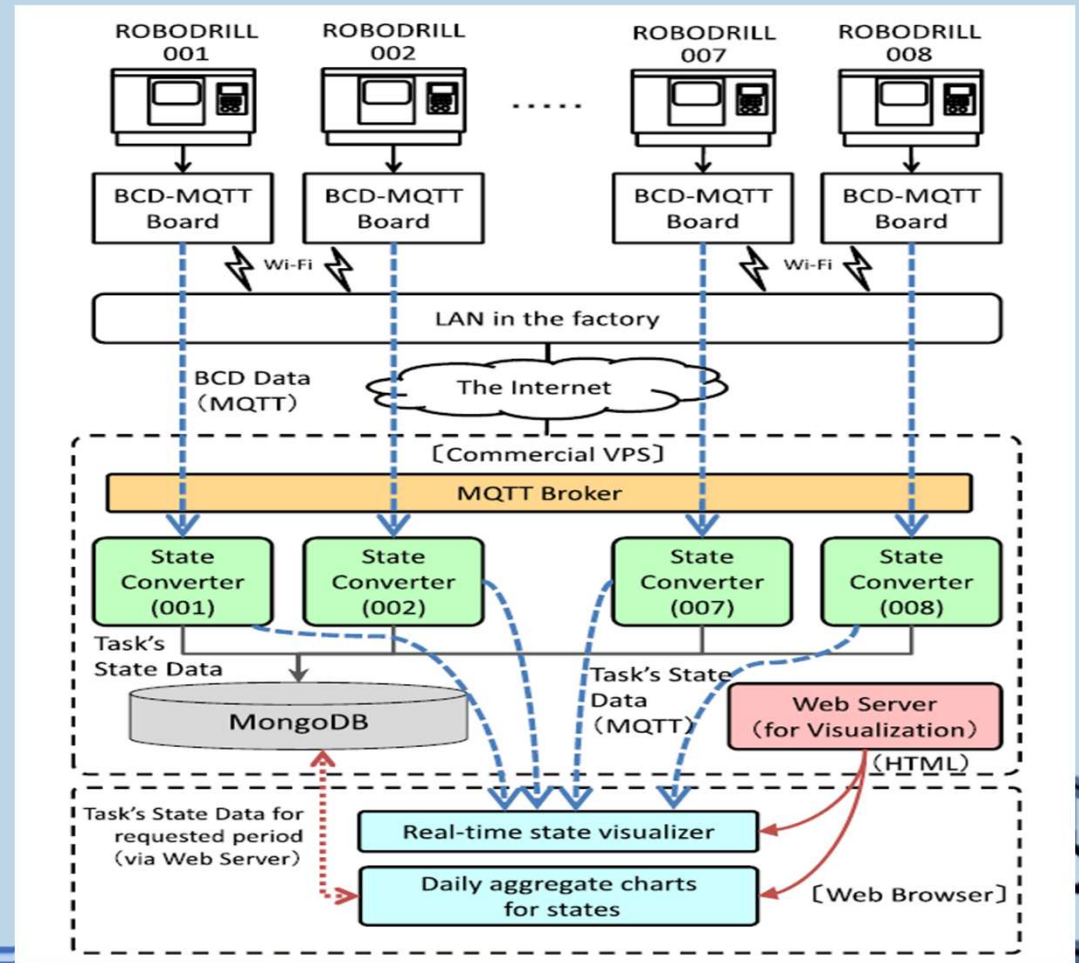 ROBODRILL
001
ROBODRILL
002
.....
ROBODRILL
007
ROBODRILL
008
BCD-MQTT
Board
BCD-MQTT
Board
BCD-MQTT
Board
BCD-MQTT
Board
Wi-Fi
Wi-Fi
LAN in the factory
BCD Data
(MQTT)
The Internet
〔Commercial VPS〕
MQTT Broker
State
Converter
(001)
State
Converter
(002)
State
Converter
(007)
State
Converter
(008)
Task's
State Data
Task's State
Data
(MQTT)
MongoDB
Web Server
(for Visualization)
(HTML)
Task's State Data for
requested period
(via Web Server)
Real-time state visualizer
Daily aggregate charts
for states
〔Web Browser〕